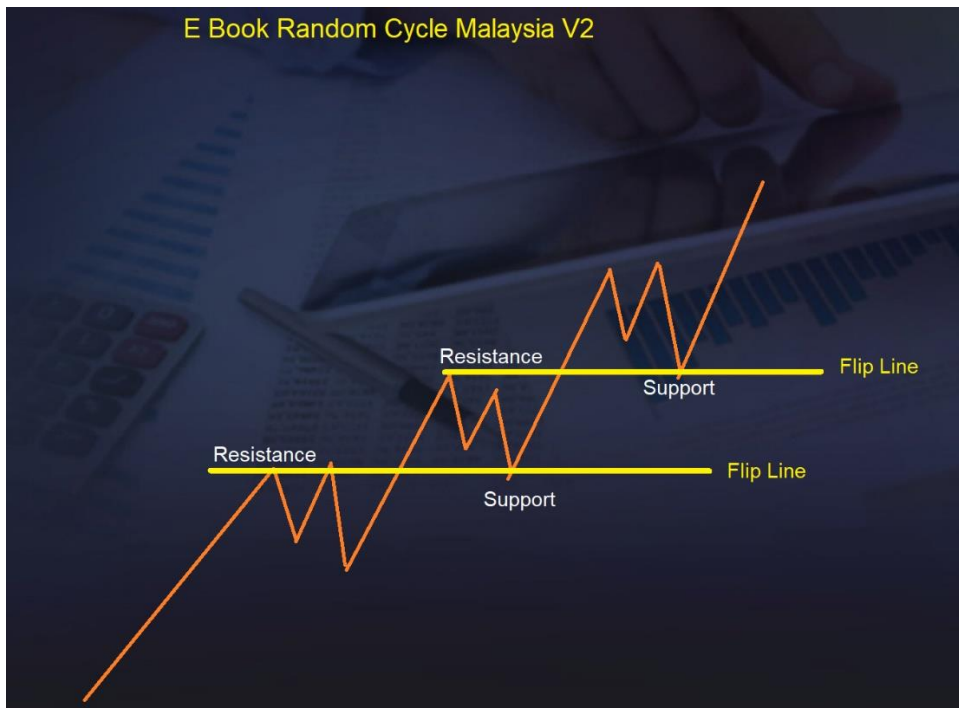 E Book Random Cycle Malaysia V2
Resistance
Flip Line
Support
Resistance
Flip Line
Support